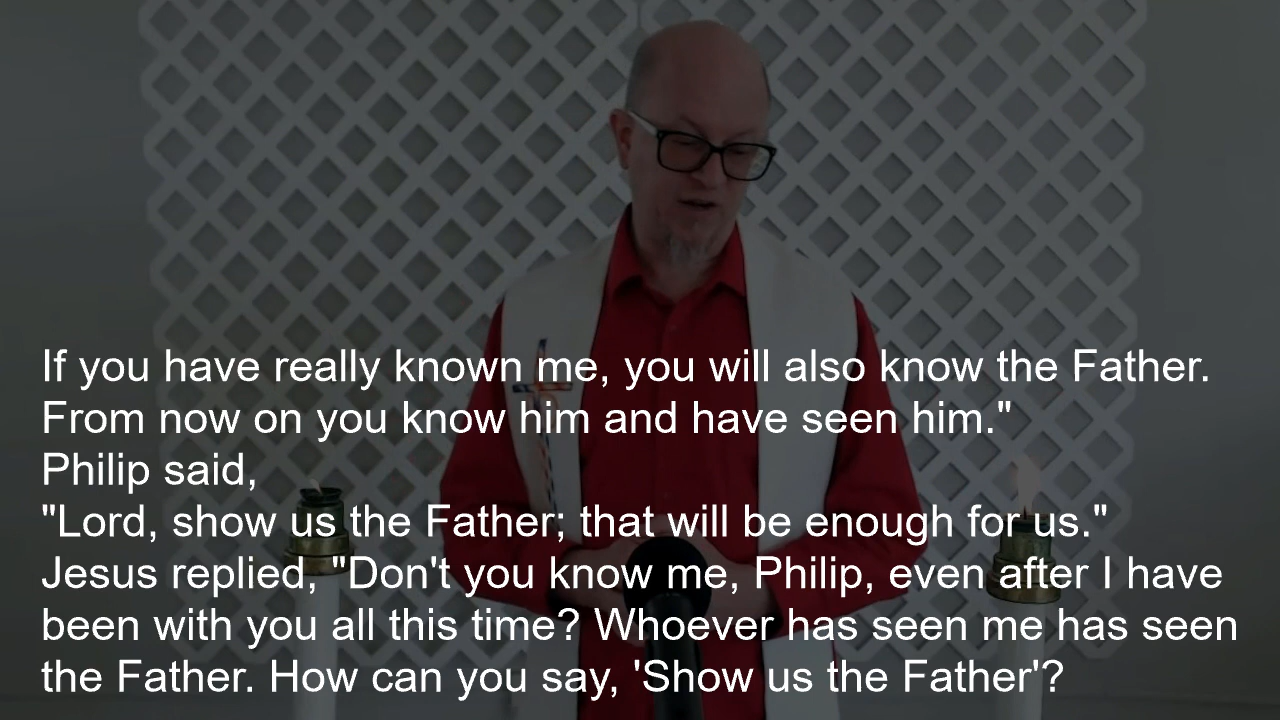 If you have really known me, you will also know the Father.
From now on you know him and have seen him."
Philip said,
"Lord, show us the Father; that will be enough for us."
Jesus replied, "Don't you know me, Philip, even after I have
been with you all this time? Whoever has seen me has seen
the Father. How can you say, 'Show us the Father'?